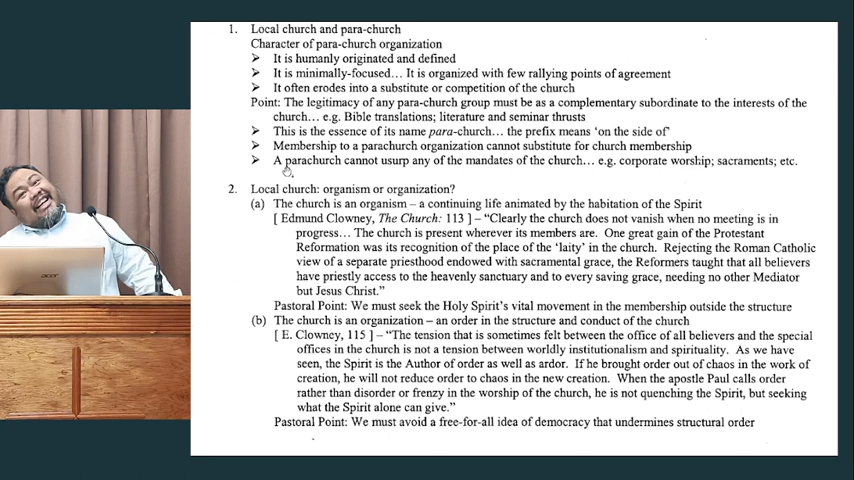 1. Local church and para-church
Character of para-church organization
➢ It is humanly originated and defined
➢ It is minimally-focused… It is organized with few rallying points of agreement
➢ It often erodes into a substitute or competition of the church
Point: The legitimacy of any para-church group must be as a complementary subordinate to the interests of the
church… e.g. Bible translations; literature and seminar thrusts
➢ This is the essence of its name para-church… the prefix means 'on the side of'
➢ Membership to a parachurch organization cannot substitute for church membership
➢ A parachurch cannot usurp any of the mandates of the church… e.g. corporate worship; sacraments; etc.
2. Local church: organism or organization?
(a) The church is an organism – a continuing life animated by the habitation of the Spirit
[ Edmund Clowney, The Church: 113 ] – "Clearly the church does not vanish when no meeting is in
progress… The church is present wherever its members are. One great gain of the Protestant
Reformation was its recognition of the place of the 'laity' in the church. Rejecting the Roman Catholic
view of a separate priesthood endowed with sacramental grace, the Reformers taught that all believers
have priestly access to the heavenly sanctuary and to every saving grace, needing no other Mediator
but Jesus Christ."
Pastoral Point: We must seek the Holy Spirit's vital movement in the membership outside the structure
(b) The church is an organization – an order in the structure and conduct of the church
[ E. Clowney, 115 ] – "The tension that is sometimes felt between the office of all believers and the special
offices in the church is not a tension between worldly institutionalism and spirituality. As we have
seen, the Spirit is the Author of order as well as ardor. If he brought order out of chaos in the work of
creation, he will not reduce order to chaos in the new creation. When the apostle Paul calls order
rather than disorder or frenzy in the worship of the church, he is not quenching the Spirit, but seeking
what the Spirit alone can give."
Pastoral Point: We must avoid a free-for-all idea of democracy that undermines structural order
acer